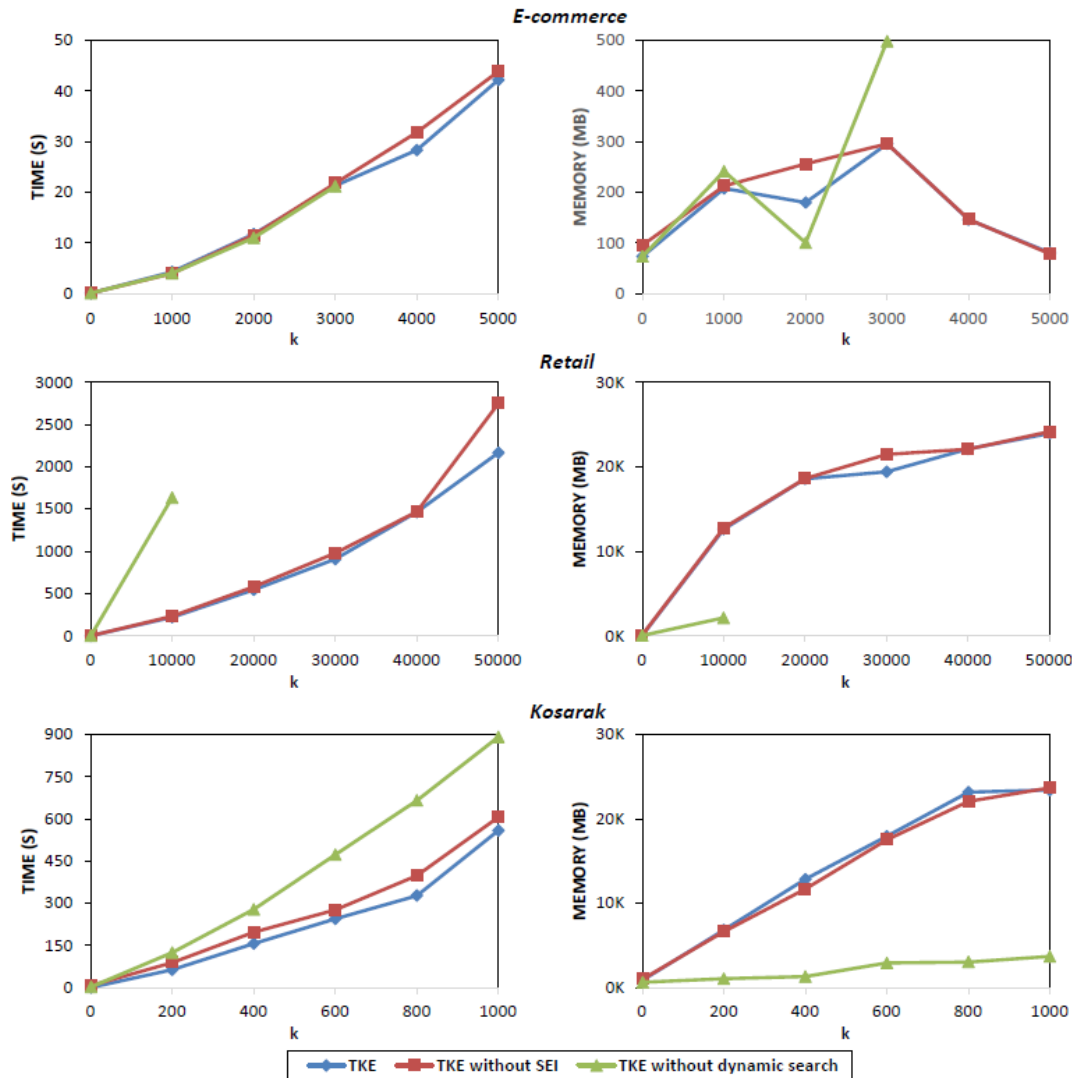 E-commerce
TIME (S)
50
40
30
20
10
0
0 1000 2000 3000 4000 5000
k
MEMORY (MB)
500
400
300
200
100
0
0 1000 2000 3000 4000 5000
k
Retail
TIME (S)
3000
2500
2000
1500
1000
500
0
0 10000 20000 30000 40000 50000
k
MEMORY (MB)
30K
20K
10K
0K
0 10000 20000 30000 40000 50000
k
Kosarak
TIME (S)
900
750
600
450
300
150
0
0 200 400 600 800 1000
k
MEMORY (MB)
30K
20K
10K
0K
0 200 400 600 800 1000
k
TKE TKE without SEI TKE without dynamic search